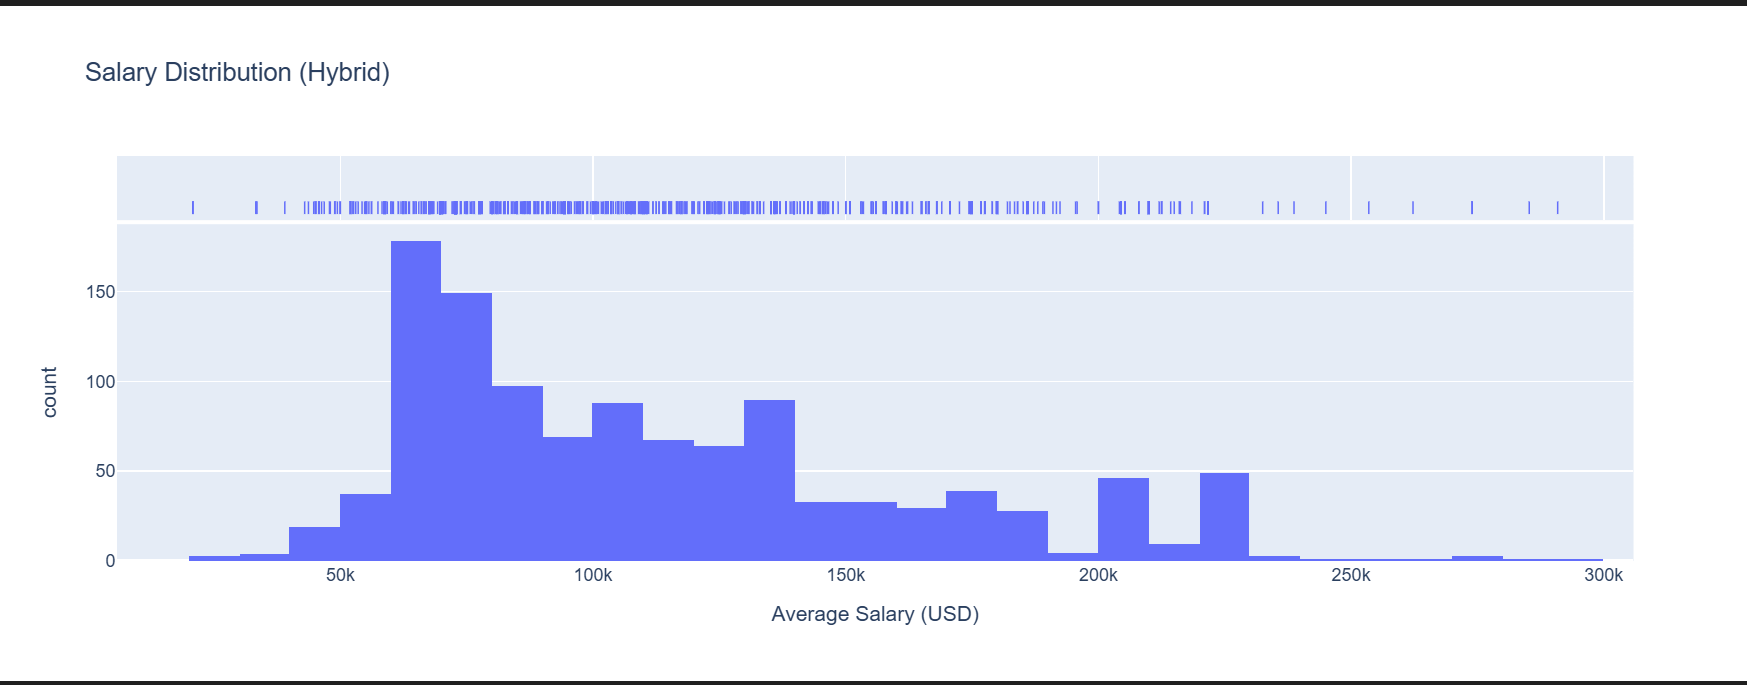 Salary Distribution (Hybrid)
150
100
50
0
count
50k 100k 150k 200k 250k 300k
Average Salary (USD)